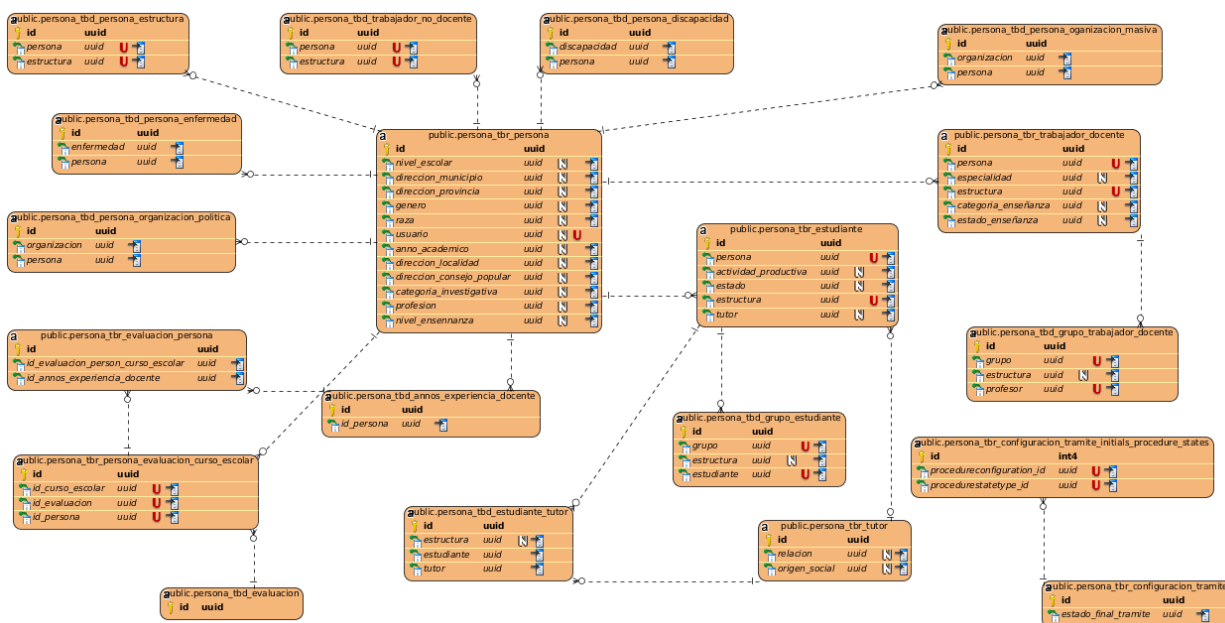 public.persona_tbd_persona_estructura
id uuid
persona uuid U
estructura uuid U
public.persona_tbd_trabajador_no_docente
id uuid
persona uuid U
estructura uuid U
public.persona_tbd_persona_discapacidad
id uuid
discapacidad uuid
persona uuid
public.persona_tbd_persona_oganizacion_masiva
id uuid
organizacion uuid
persona uuid
public.persona_tbd_persona_enfermedad
id uuid
enfermedad uuid
persona uuid
public.persona_tbr_persona
id uuid
nivel_escolar uuid N
direccion_municipio uuid N
direccion_provincia uuid N
genero uuid N
raza uuid N
usuario uuid N U
anno_academico uuid N
direccion_localidad uuid N
direccion_consejo_popular uuid N
categoria_investigativa uuid N
profesion uuid N
nivel_ensennanza uuid N
public.persona_tbr_trabajador_docente
id uuid
persona uuid U
especialidad uuid N
estructura uuid U
categoria_enseñanza uuid N
estado_enseñanza uuid N
public.persona_tbd_persona_organizacion_politica
id uuid
organizacion uuid
persona uuid
public.persona_tbr_estudiante
id uuid
persona uuid U
actividad_productiva uuid N
estado uuid N
estructura uuid U
tutor uuid N
public.persona_tbr_evaluacion_persona
id uuid
id_evaluacion_person_curso_escolar uuid
id_annos_experiencia_docente uuid
public.persona_tbd_grupo_trabajador_docente
id uuid
grupo uuid U
estructura uuid N
profesor uuid U
public.persona_tbd_annos_experiencia_docente
id uuid
id_persona uuid
public.persona_tbd_grupo_estudiante
id uuid
grupo uuid U
estructura uuid N
estudiante uuid U
public.persona_tbr_configuracion_tramite_initials_procedure_states
id int4
procedureconfiguration_id uuid U
procedurestatetype_id uuid U
public.persona_tbr_persona_evaluacion_curso_escolar
id uuid
id_curso_escolar uuid U
id_evaluacion uuid U
id_persona uuid U
public.persona_tbd_estudiante_tutor
id uuid
estructura uuid N
estudiante uuid
tutor uuid
public.persona_tbr_tutor
id uuid
relacion uuid N
origen_social uuid N
public.persona_tbd_evaluacion
id uuid
public.persona_tbr_configuracion_tramite
id uuid
estado_final_tramite uuid